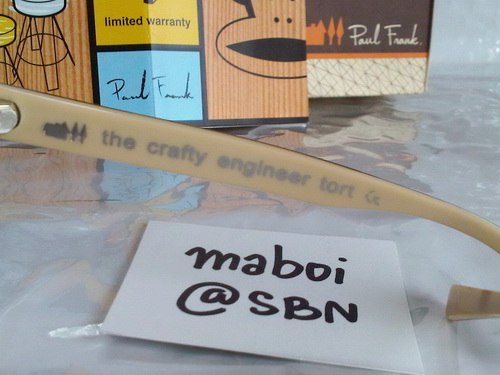 limited warranty
Paul Frank
Paul Frank.
the crafty engineer tort
maboi
@SBN